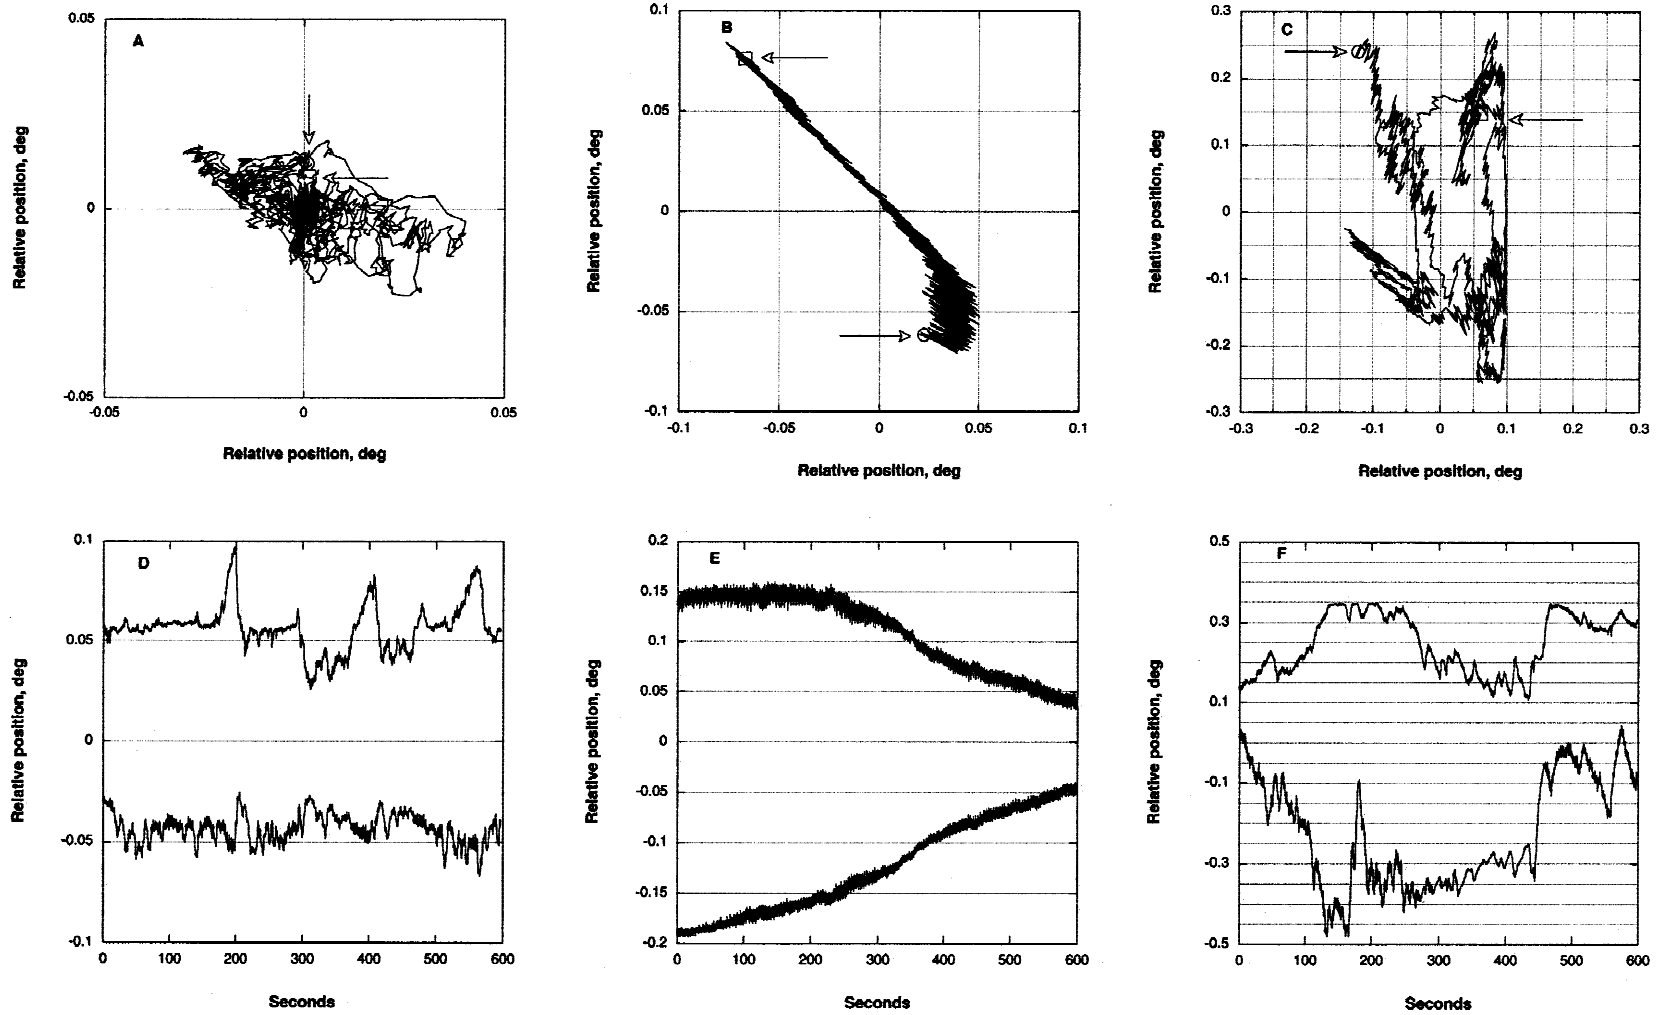 A
0.05
0
-0.05
-0.05 0 0.05
Relative position, deg
Relative position, deg
B
0.1
0.05
0
-0.05
-0.1
-0.1 -0.05 0 0.05 0.1
Relative position, deg
Relative position, deg
C
0.3
0.2
0.1
0
-0.1
-0.2
-0.3
-0.3 -0.2 -0.1 0 0.1 0.2 0.3
Relative position, deg
Relative position, deg
D
0.1
0.05
0
-0.05
-0.1
0 100 200 300 400 500 600
Relative position, deg
Seconds
E
0.2
0.15
0.1
0.05
0
-0.05
-0.1
-0.15
-0.2
0 100 200 300 400 500 600
Relative position, deg
Seconds
F
0.5
0.3
0.1
-0.1
-0.3
-0.5
0 100 200 300 400 500 600
Relative position, deg
Seconds